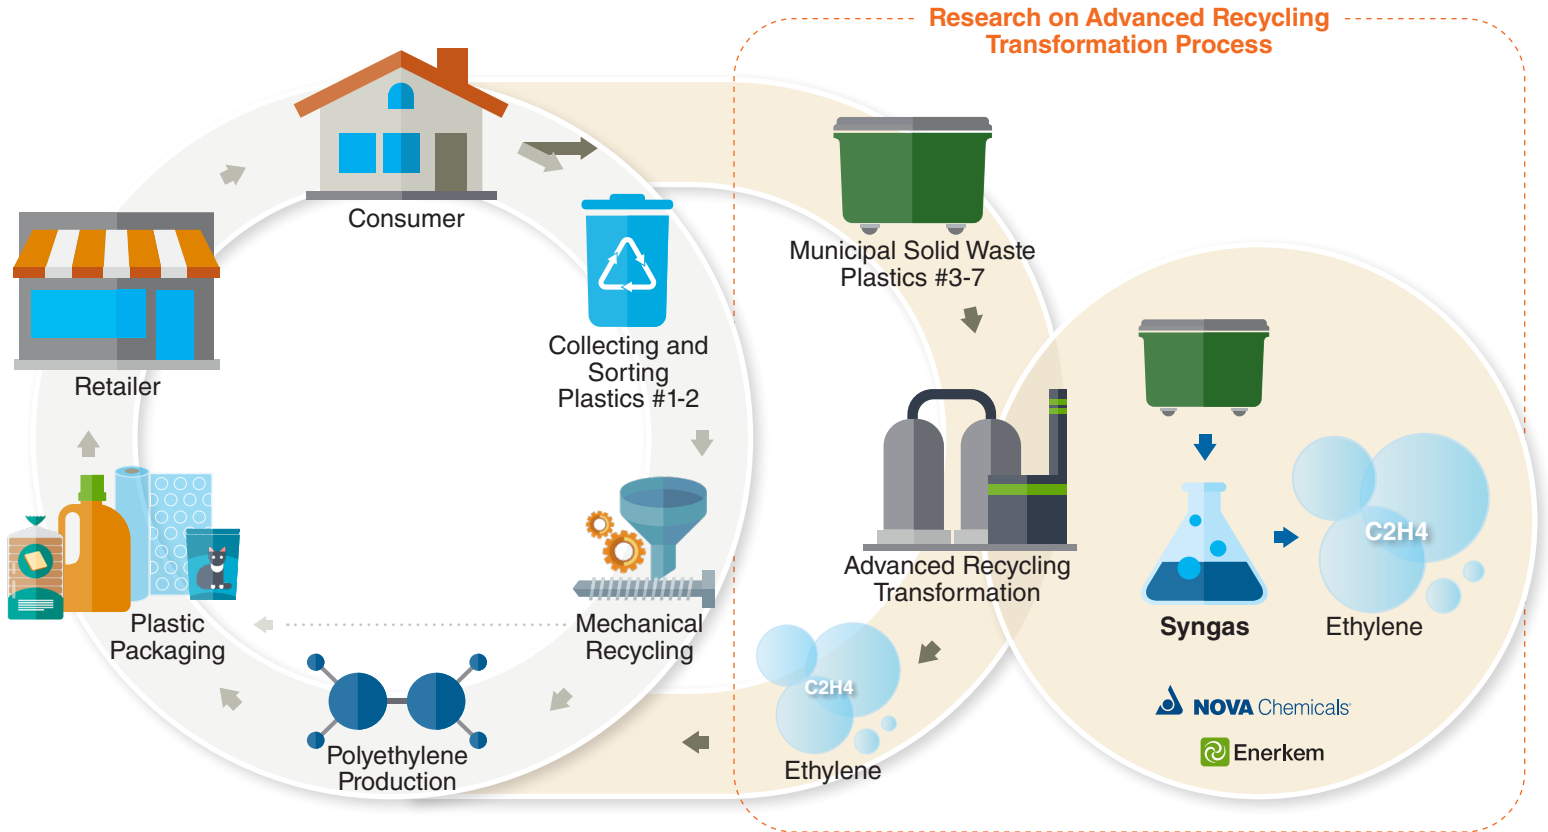 Research on Advanced Recycling
Transformation Process
Consumer
Municipal Solid Waste
Plastics #3-7
Retailer
Collecting and
Sorting
Plastics #1-2
C2H4
Advanced Recycling
Transformation
Syngas
Ethylene
Plastic
Packaging
Mechanical
Recycling
C2H4
Ethylene
Polyethylene
Production
NOVA Chemicals
Enerkem